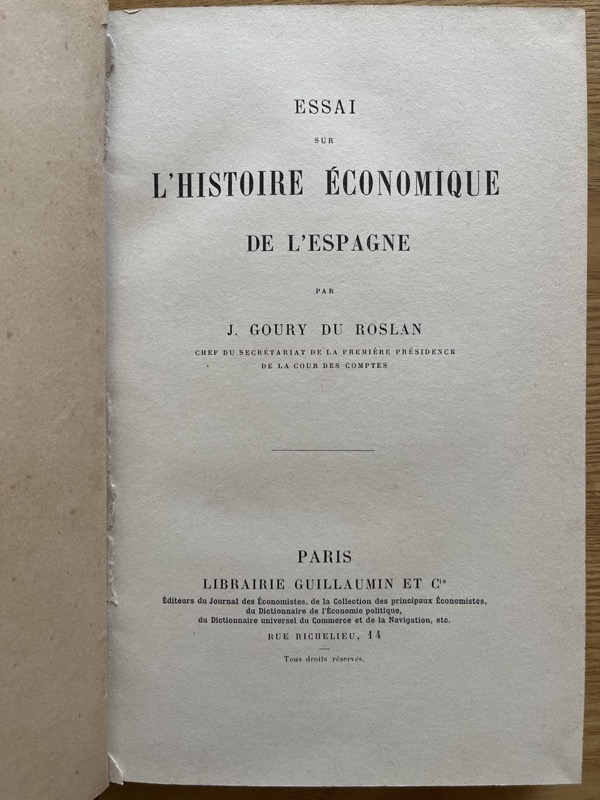 ESSAI
SUR
L'HISTOIRE ÉCONOMIQUE
DE L'ESPAGNE
PAR
J. GOURY DU ROSLAN
CHEF DU SECRÉTARIAT DE LA PREMIÈRE PRÉSIDENCE
DE LA COUR DES COMPTES
PARIS
LIBRAIRIE GUILLAUMIN ET Cie
Éditeurs du Journal des Économistes, de la Collection des principaux Économistes,
du Dictionnaire de l'Économie politique,
du Dictionnaire universel du Commerce et de la Navigation, etc.
RUE RICHELIEU, 14
Tous droits réservés.